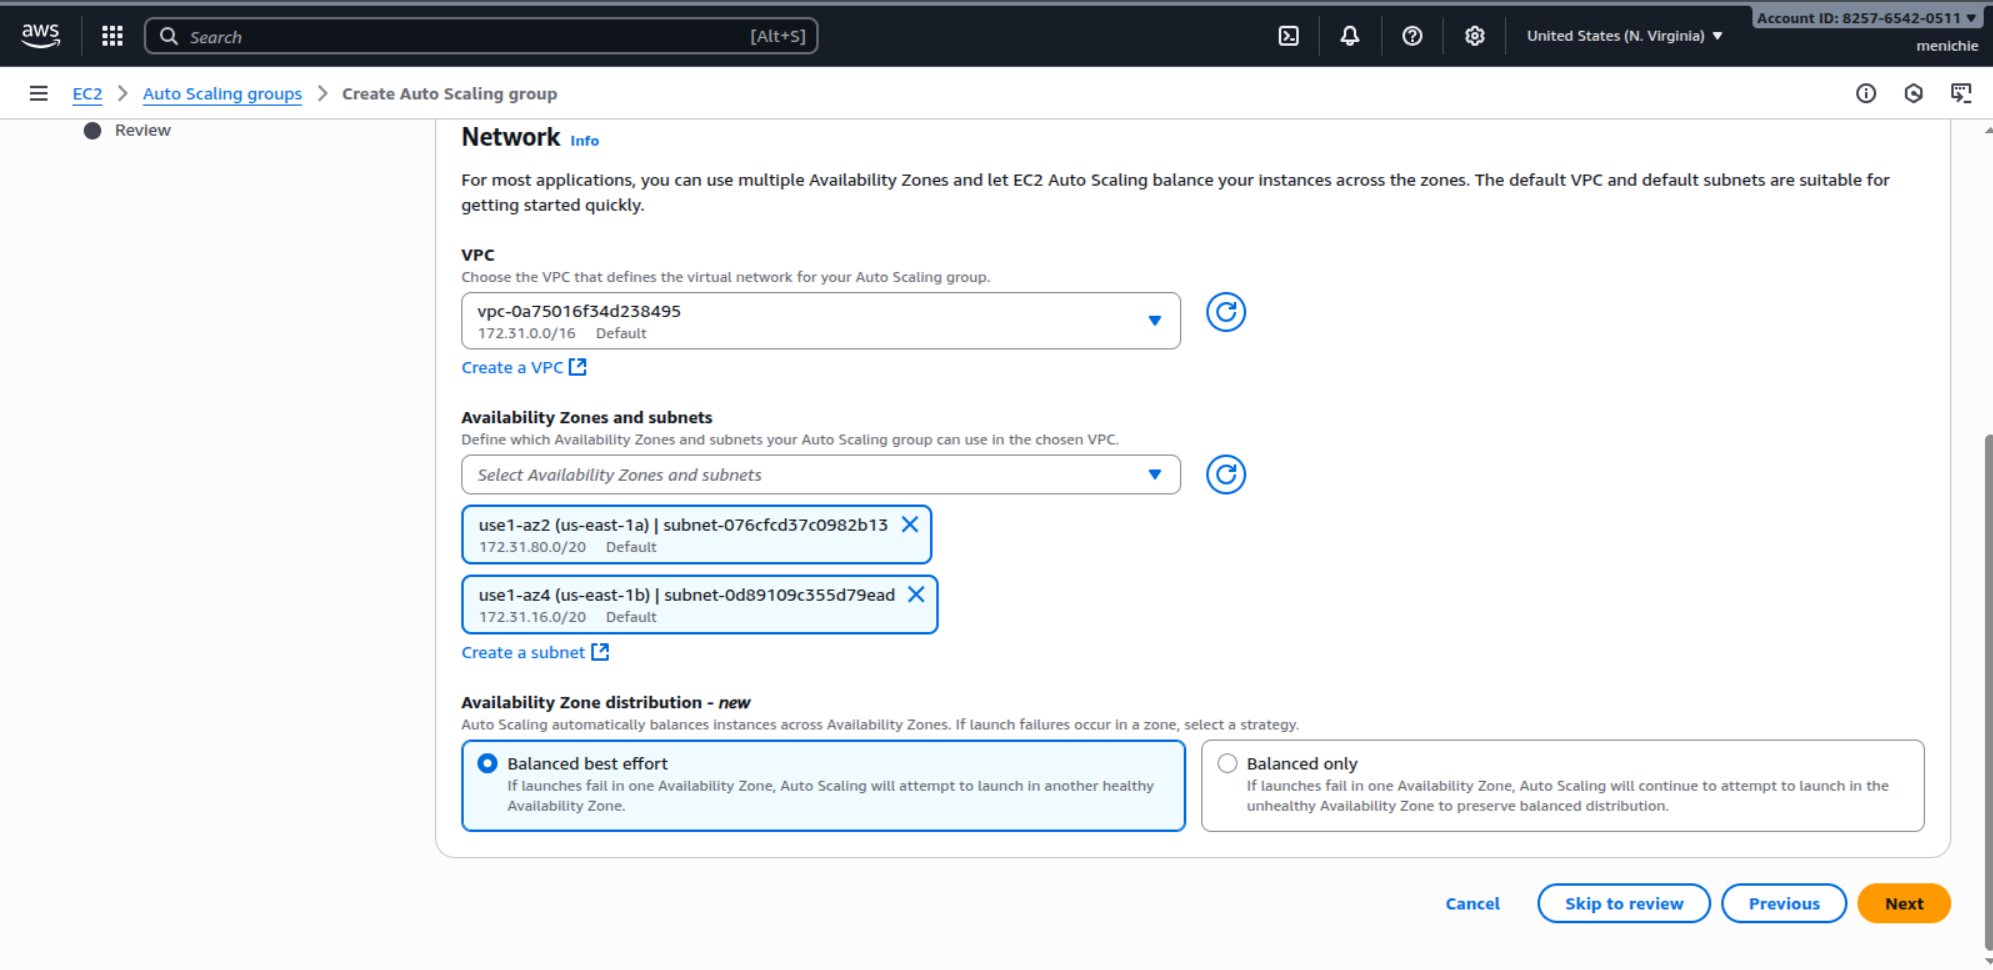 aws
Search
[Alt+S]
United States (N. Virginia)
Account ID: 8257-6542-0511
menichie
EC2
Auto Scaling groups
Create Auto Scaling group
Review
Network Info
For most applications, you can use multiple Availability Zones and let EC2 Auto Scaling balance your instances across the zones. The default VPC and default subnets are suitable for
getting started quickly.
VPC
Choose the VPC that defines the virtual network for your Auto Scaling group.
vpc-0a75016f34d238495
172.31.0.0/16 Default
Create a VPC
Availability Zones and subnets
Define which Availability Zones and subnets your Auto Scaling group can use in the chosen VPC.
Select Availability Zones and subnets
use1-az2 (us-east-1a) | subnet-076cfcd37c0982b13
172.31.80.0/20 Default
use1-az4 (us-east-1b) | subnet-0d89109c355d79ead
172.31.16.0/20 Default
Create a subnet
Availability Zone distribution - new
Auto Scaling automatically balances instances across Availability Zones. If launch failures occur in a zone, select a strategy.
Balanced best effort
If launches fail in one Availability Zone, Auto Scaling will attempt to launch in another healthy
Availability Zone.
Balanced only
If launches fail in one Availability Zone, Auto Scaling will continue to attempt to launch in the
unhealthy Availability Zone to preserve balanced distribution.
Cancel
Skip to review
Previous
Next